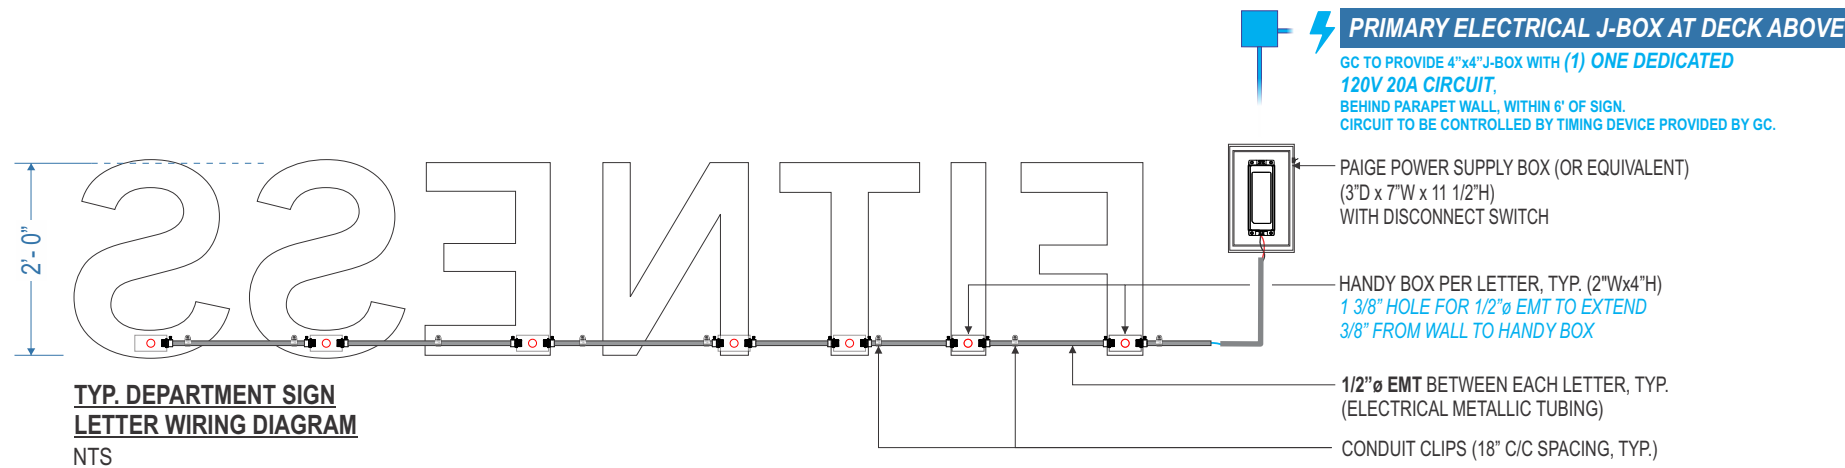 PRIMARY ELECTRICAL J-BOX AT DECK ABOVE
GC TO PROVIDE 4”x4”J-BOX WITH (1) ONE DEDICATED
120V 20A CIRCUIT,
BEHIND PARAPET WALL, WITHIN 6' OF SIGN.
CIRCUIT TO BE CONTROLLED BY TIMING DEVICE PROVIDED BY GC.
PAIGE POWER SUPPLY BOX (OR EQUIVALENT)
(3”D x 7”W x 11 1/2”H)
WITH DISCONNECT SWITCH
2'- 0”
FITNESS
HANDY BOX PER LETTER, TYP. (2"Wx4”H)
1 3/8” HOLE FOR 1/2”ø EMT TO EXTEND
3/8” FROM WALL TO HANDY BOX
1/2”ø EMT BETWEEN EACH LETTER, TYP.
(ELECTRICAL METALLIC TUBING)
CONDUIT CLIPS (18” C/C SPACING, TYP.)
TYP. DEPARTMENT SIGN
LETTER WIRING DIAGRAM
NTS